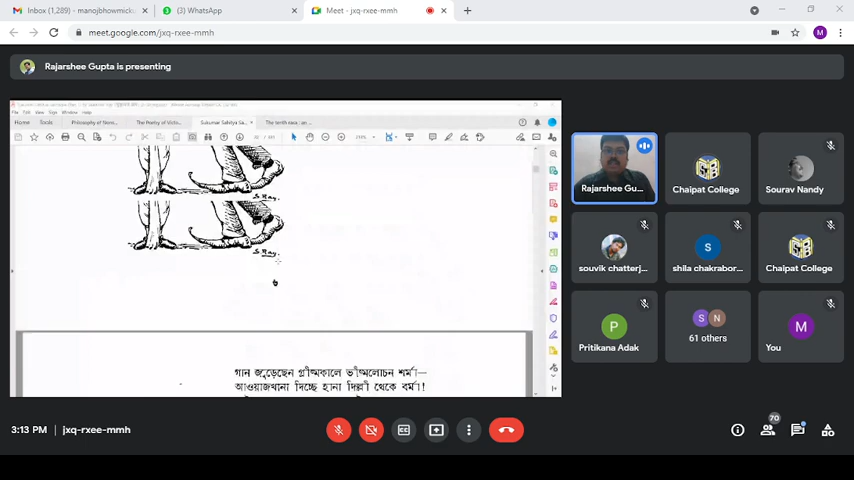 Inbox (1,289) - manojbhowmick
(3) WhatsApp
Meet - jxq-rxee-mmh
meet.google.com/jxq-rxee-mmh
M
Rajarshee Gupta is presenting
Home Tools Philosophy of Nons... The Poetry of Victo... Sukumar Sahitya Sa... The tenth rasa : an ...
S Ray.
S Ray.
৬
গান জুড়েছেন গ্রীষ্মকালে ভীষ্মলোচন শর্মা—
আওয়াজখানা দিচ্ছে হানা দিল্লী থেকে বর্মা!
Rajarshee Gu...
Chaipat College
Sourav Nandy
souvik chatterj...
S
shila chakrabor...
Chaipat College
P
Pritikana Adak
S N
61 others
M
You
3:13 PM | jxq-rxee-mmh
70